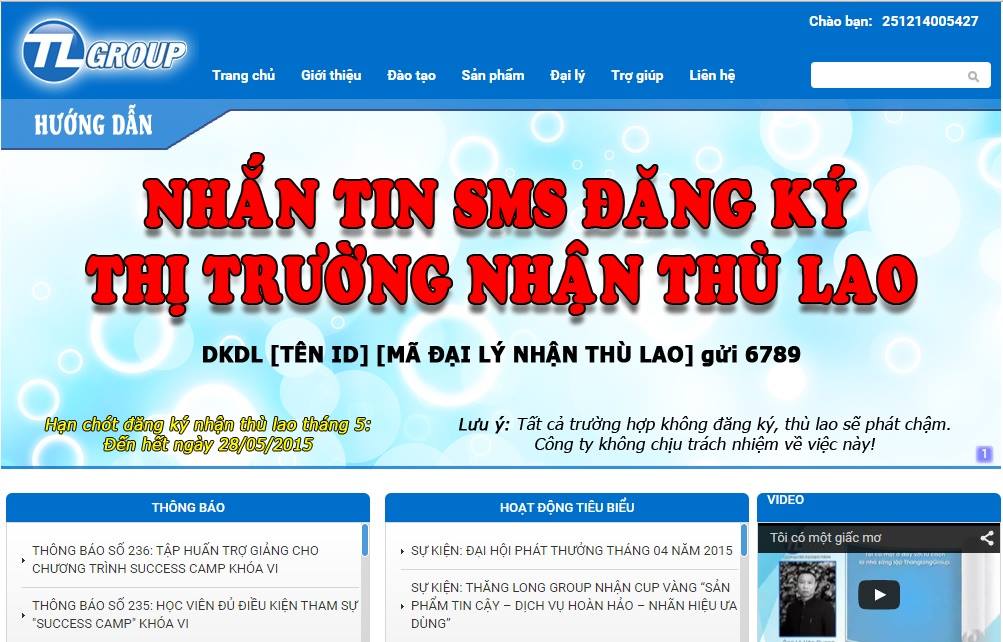 TL GROUP
Chào bạn: 251214005427
Trang chủ Giới thiệu Đào tạo Sản phẩm Đại lý Trợ giúp Liên hệ
HƯỚNG DẪN
NHẮN TIN SMS ĐĂNG KÝ
THỊ TRƯỜNG NHẬN THÙ LAO
DKDL [TÊN ID] [MÃ ĐẠI LÝ NHẬN THÙ LAO] gửi 6789
Hạn chót đăng ký nhận thù lao tháng 5:
Đến hết ngày 28/05/2015
Lưu ý: Tất cả trường hợp không đăng ký, thù lao sẽ phát chậm.
Công ty không chịu trách nhiệm về việc này!
1
THÔNG BÁO
THÔNG BÁO SỐ 236: TẬP HUẤN TRỢ GIẢNG CHO
CHƯƠNG TRÌNH SUCCESS CAMP KHÓA VI
THÔNG BÁO SỐ 235: HỌC VIÊN ĐỦ ĐIỀU KIỆN THAM SỰ
"SUCCESS CAMP" KHÓA VI
HOẠT ĐỘNG TIÊU BIỂU
SỰ KIỆN: ĐẠI HỘI PHÁT THƯỞNG THÁNG 04 NĂM 2015
SỰ KIỆN: THĂNG LONG GROUP NHẬN CUP VÀNG “SẢN
PHẨM TIN CẬY – DỊCH VỤ HOÀN HẢO – NHÃN HIỆU ƯA
DÙNG”
VIDEO
Tôi có một giấc mơ